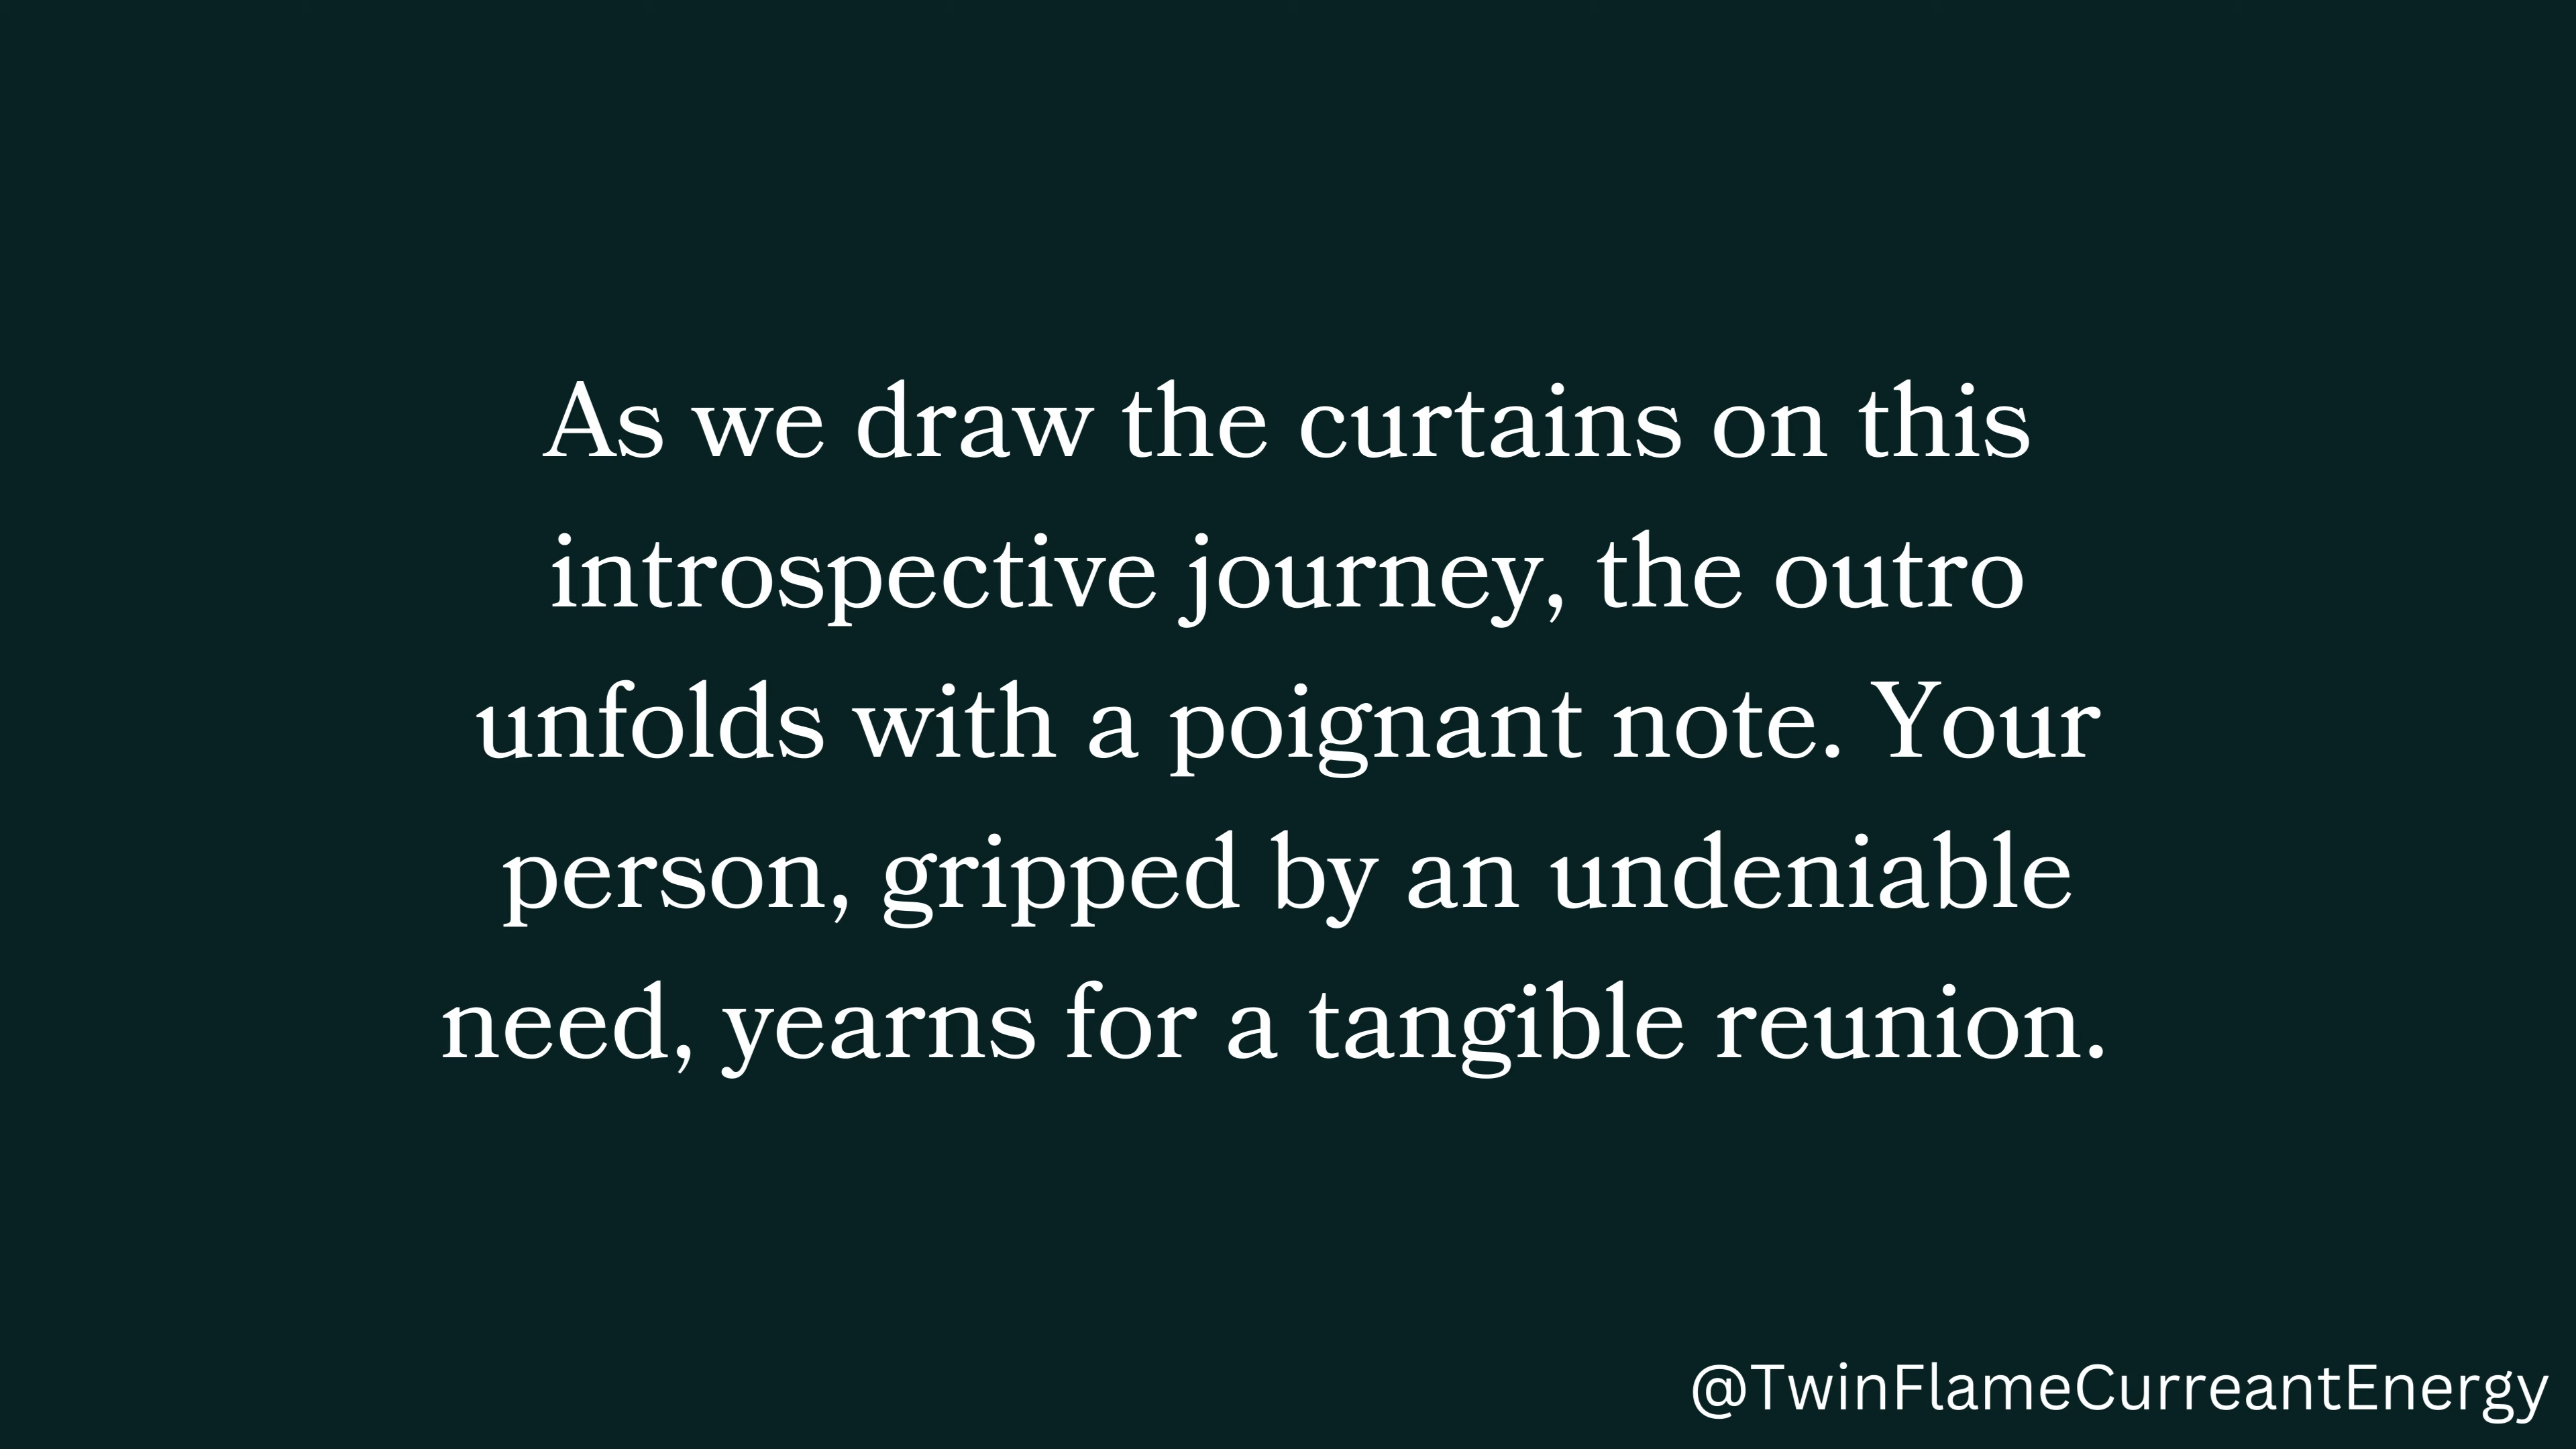 As we draw the curtains on this
introspective journey, the outro
unfolds with a poignant note. Your
person, gripped by an undeniable
need, yearns for a tangible reunion.
@TwinFlameCurreantEnergy